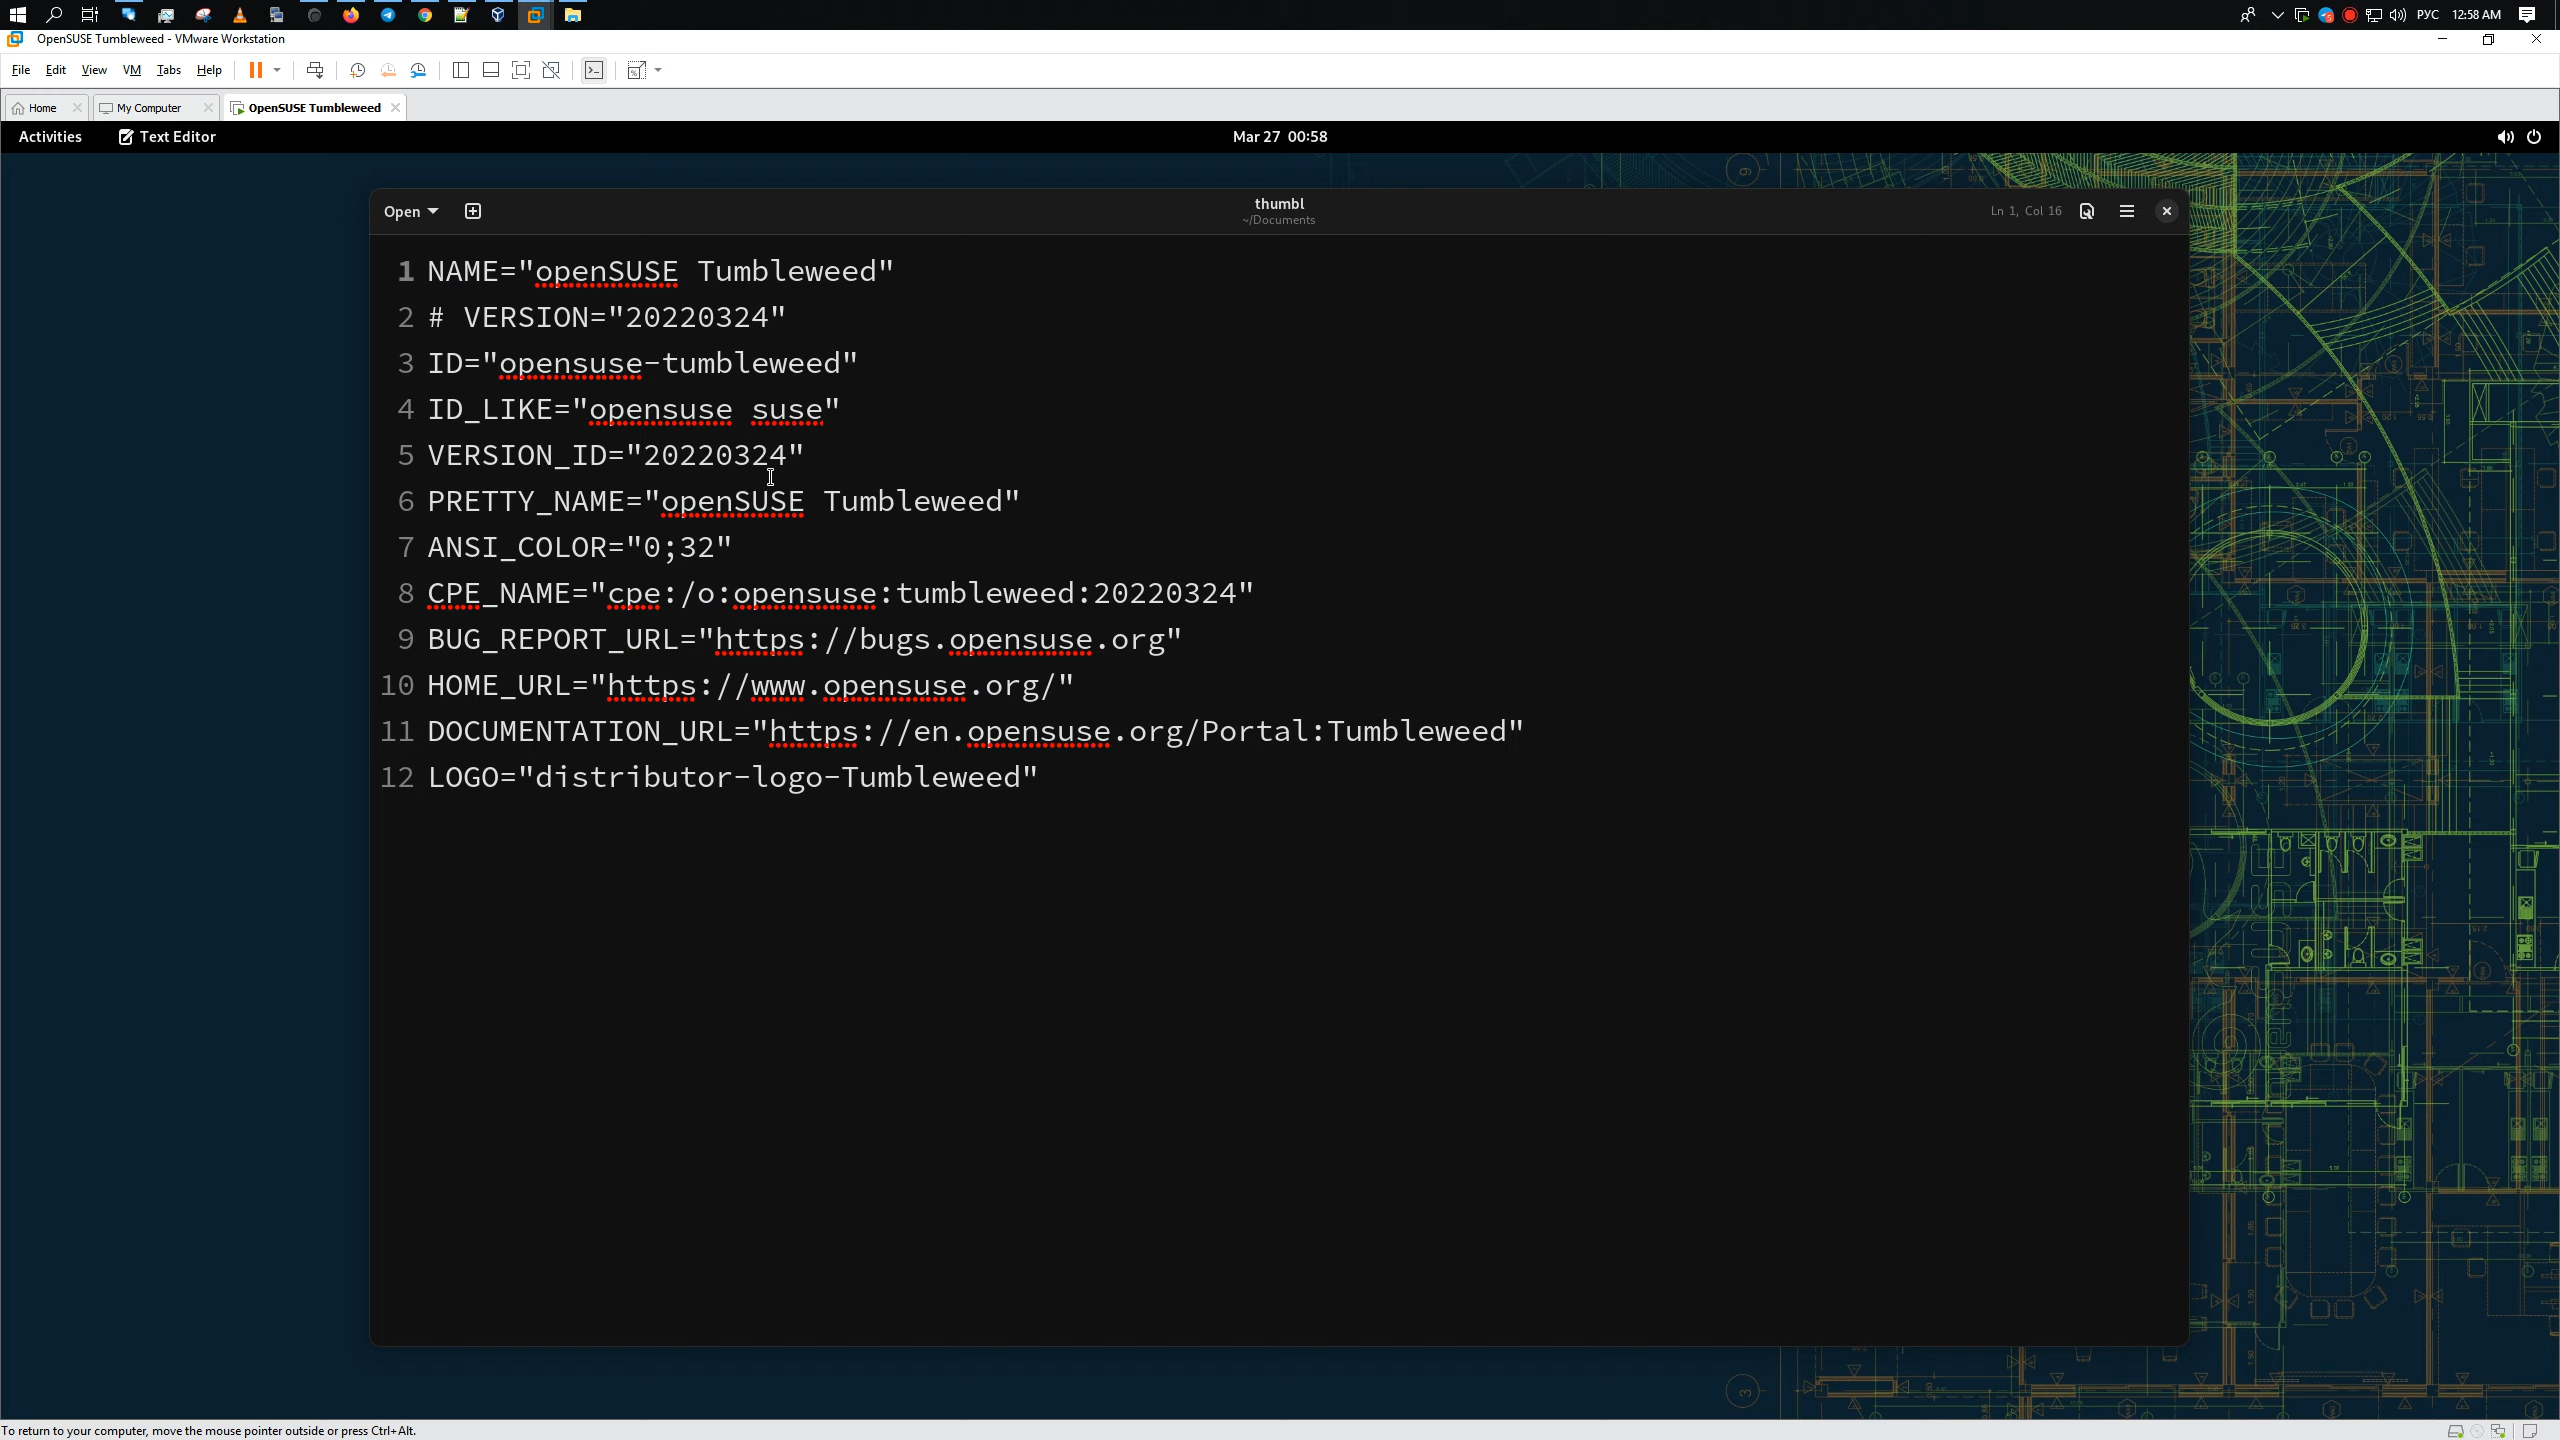 РУС 12:58 AM
OpenSUSE Tumbleweed - VMware Workstation
File Edit View VM Tabs Help
Home My Computer OpenSUSE Tumbleweed
Activities Text Editor Mar 27 00:58
Open thumbl Ln 1, Col 16
~/Documents
1 NAME="openSUSE Tumbleweed"
2 # VERSION="20220324"
3 ID="opensuse-tumbleweed"
4 ID_LIKE="opensuse suse"
5 VERSION_ID="20220324"
6 PRETTY_NAME="openSUSE Tumbleweed"
7 ANSI_COLOR="0;32"
8 CPE_NAME="cpe:/o:opensuse:tumbleweed:20220324"
9 BUG_REPORT_URL="https://bugs.opensuse.org"
10 HOME_URL="https://www.opensuse.org/"
11 DOCUMENTATION_URL="https://en.opensuse.org/Portal:Tumbleweed"
12 LOGO="distributor-logo-Tumbleweed"
To return to your computer, move the mouse pointer outside or press Ctrl+Alt.